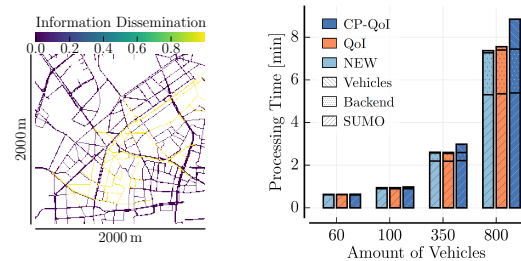 Information Dissemination
0.0 0.2 0.4 0.6 0.8
2000 m
2000 m
Processing Time [min]
8
6
4
2
0
CP-QoI
QoI
NEW
Vehicles
Backend
SUMO
60 100 350 800
Amount of Vehicles